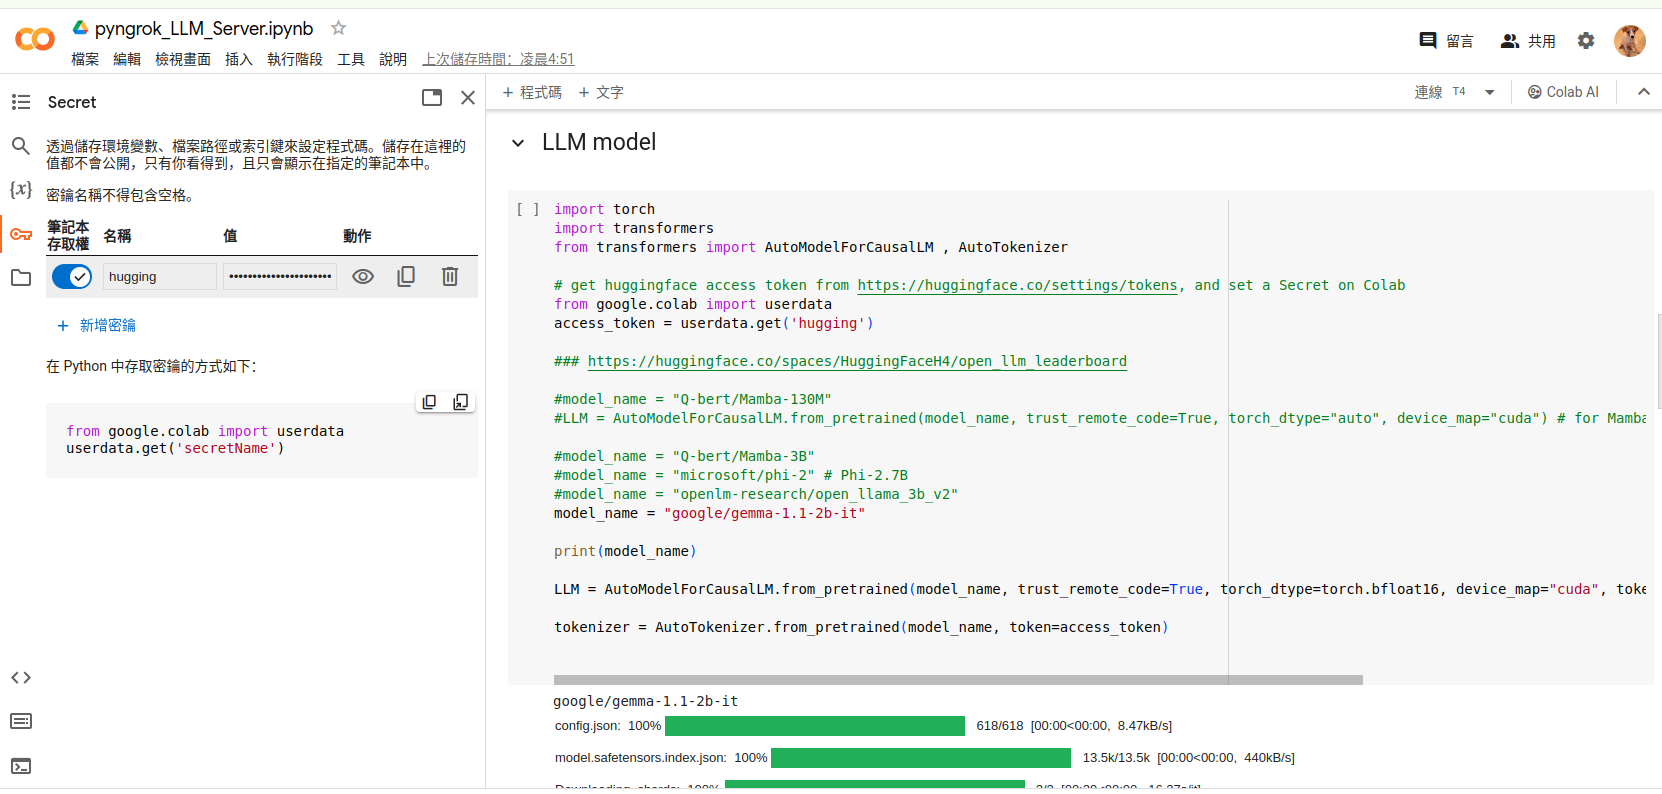 pyngrok_LLM_Server.ipynb
檔案 編輯 檢視畫面 插入 執行階段 工具 說明 上次儲存時間：凌晨4:51
留言 共用
Secret
+ 程式碼 + 文字
連線 T4 Colab AI
透過儲存環境變數、檔案路徑或索引鍵來設定程式碼。儲存在這裡的
值都不會公開，只有你看得到，且只會顯示在指定的筆記本中。
密鑰名稱不得包含空格。
筆記本
存取權 名稱 值 動作
hugging ••••••••••••••••••••••
+ 新增密鑰
在 Python 中存取密鑰的方式如下：
from google.colab import userdata
userdata.get('secretName')
LLM model
[ ] import torch
import transformers
from transformers import AutoModelForCausalLM , AutoTokenizer
# get huggingface access token from https://huggingface.co/settings/tokens, and set a Secret on Colab
from google.colab import userdata
access_token = userdata.get('hugging')
### https://huggingface.co/spaces/HuggingFaceH4/open_llm_leaderboard
#model_name = "Q-bert/Mamba-130M"
#LLM = AutoModelForCausalLM.from_pretrained(model_name, trust_remote_code=True, torch_dtype="auto", device_map="cuda") # for Mamba
#model_name = "Q-bert/Mamba-3B"
#model_name = "microsoft/phi-2" # Phi-2.7B
#model_name = "openlm-research/open_llama_3b_v2"
model_name = "google/gemma-1.1-2b-it"
print(model_name)
LLM = AutoModelForCausalLM.from_pretrained(model_name, trust_remote_code=True, torch_dtype=torch.bfloat16, device_map="cuda", toke
tokenizer = AutoTokenizer.from_pretrained(model_name, token=access_token)
google/gemma-1.1-2b-it
config.json: 100% 618/618 [00:00<00:00, 8.47kB/s]
model.safetensors.index.json: 100% 13.5k/13.5k [00:00<00:00, 440kB/s]
Downloading shards: 100%